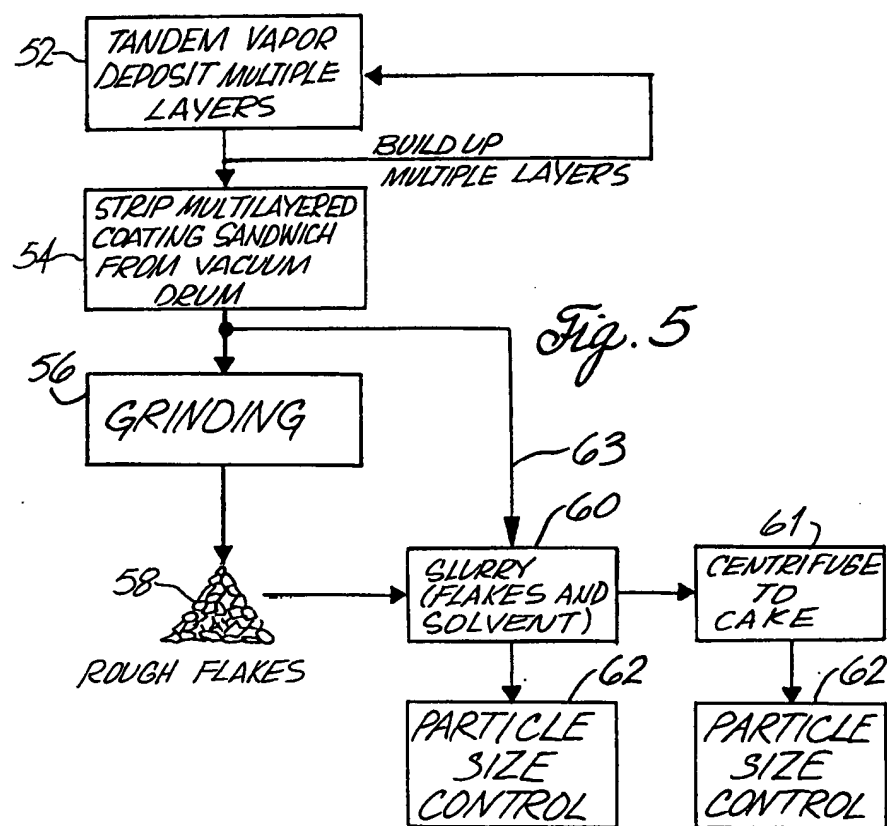 52
TANDEM VAPOR
DEPOSIT MULTIPLE
LAYERS
BUILD UP
MULTIPLE LAYERS
54
STRIP MULTILAYERED
COATING SANDWICH
FROM VACUUM
DRUM
Fig. 5
56
GRINDING
63
58
ROUGH FLAKES
60
SLURRY
(FLAKES AND
SOLVENT)
61
CENTRIFUGE
TO
CAKE
62
PARTICLE
SIZE
CONTROL
62
PARTICLE
SIZE
CONTROL